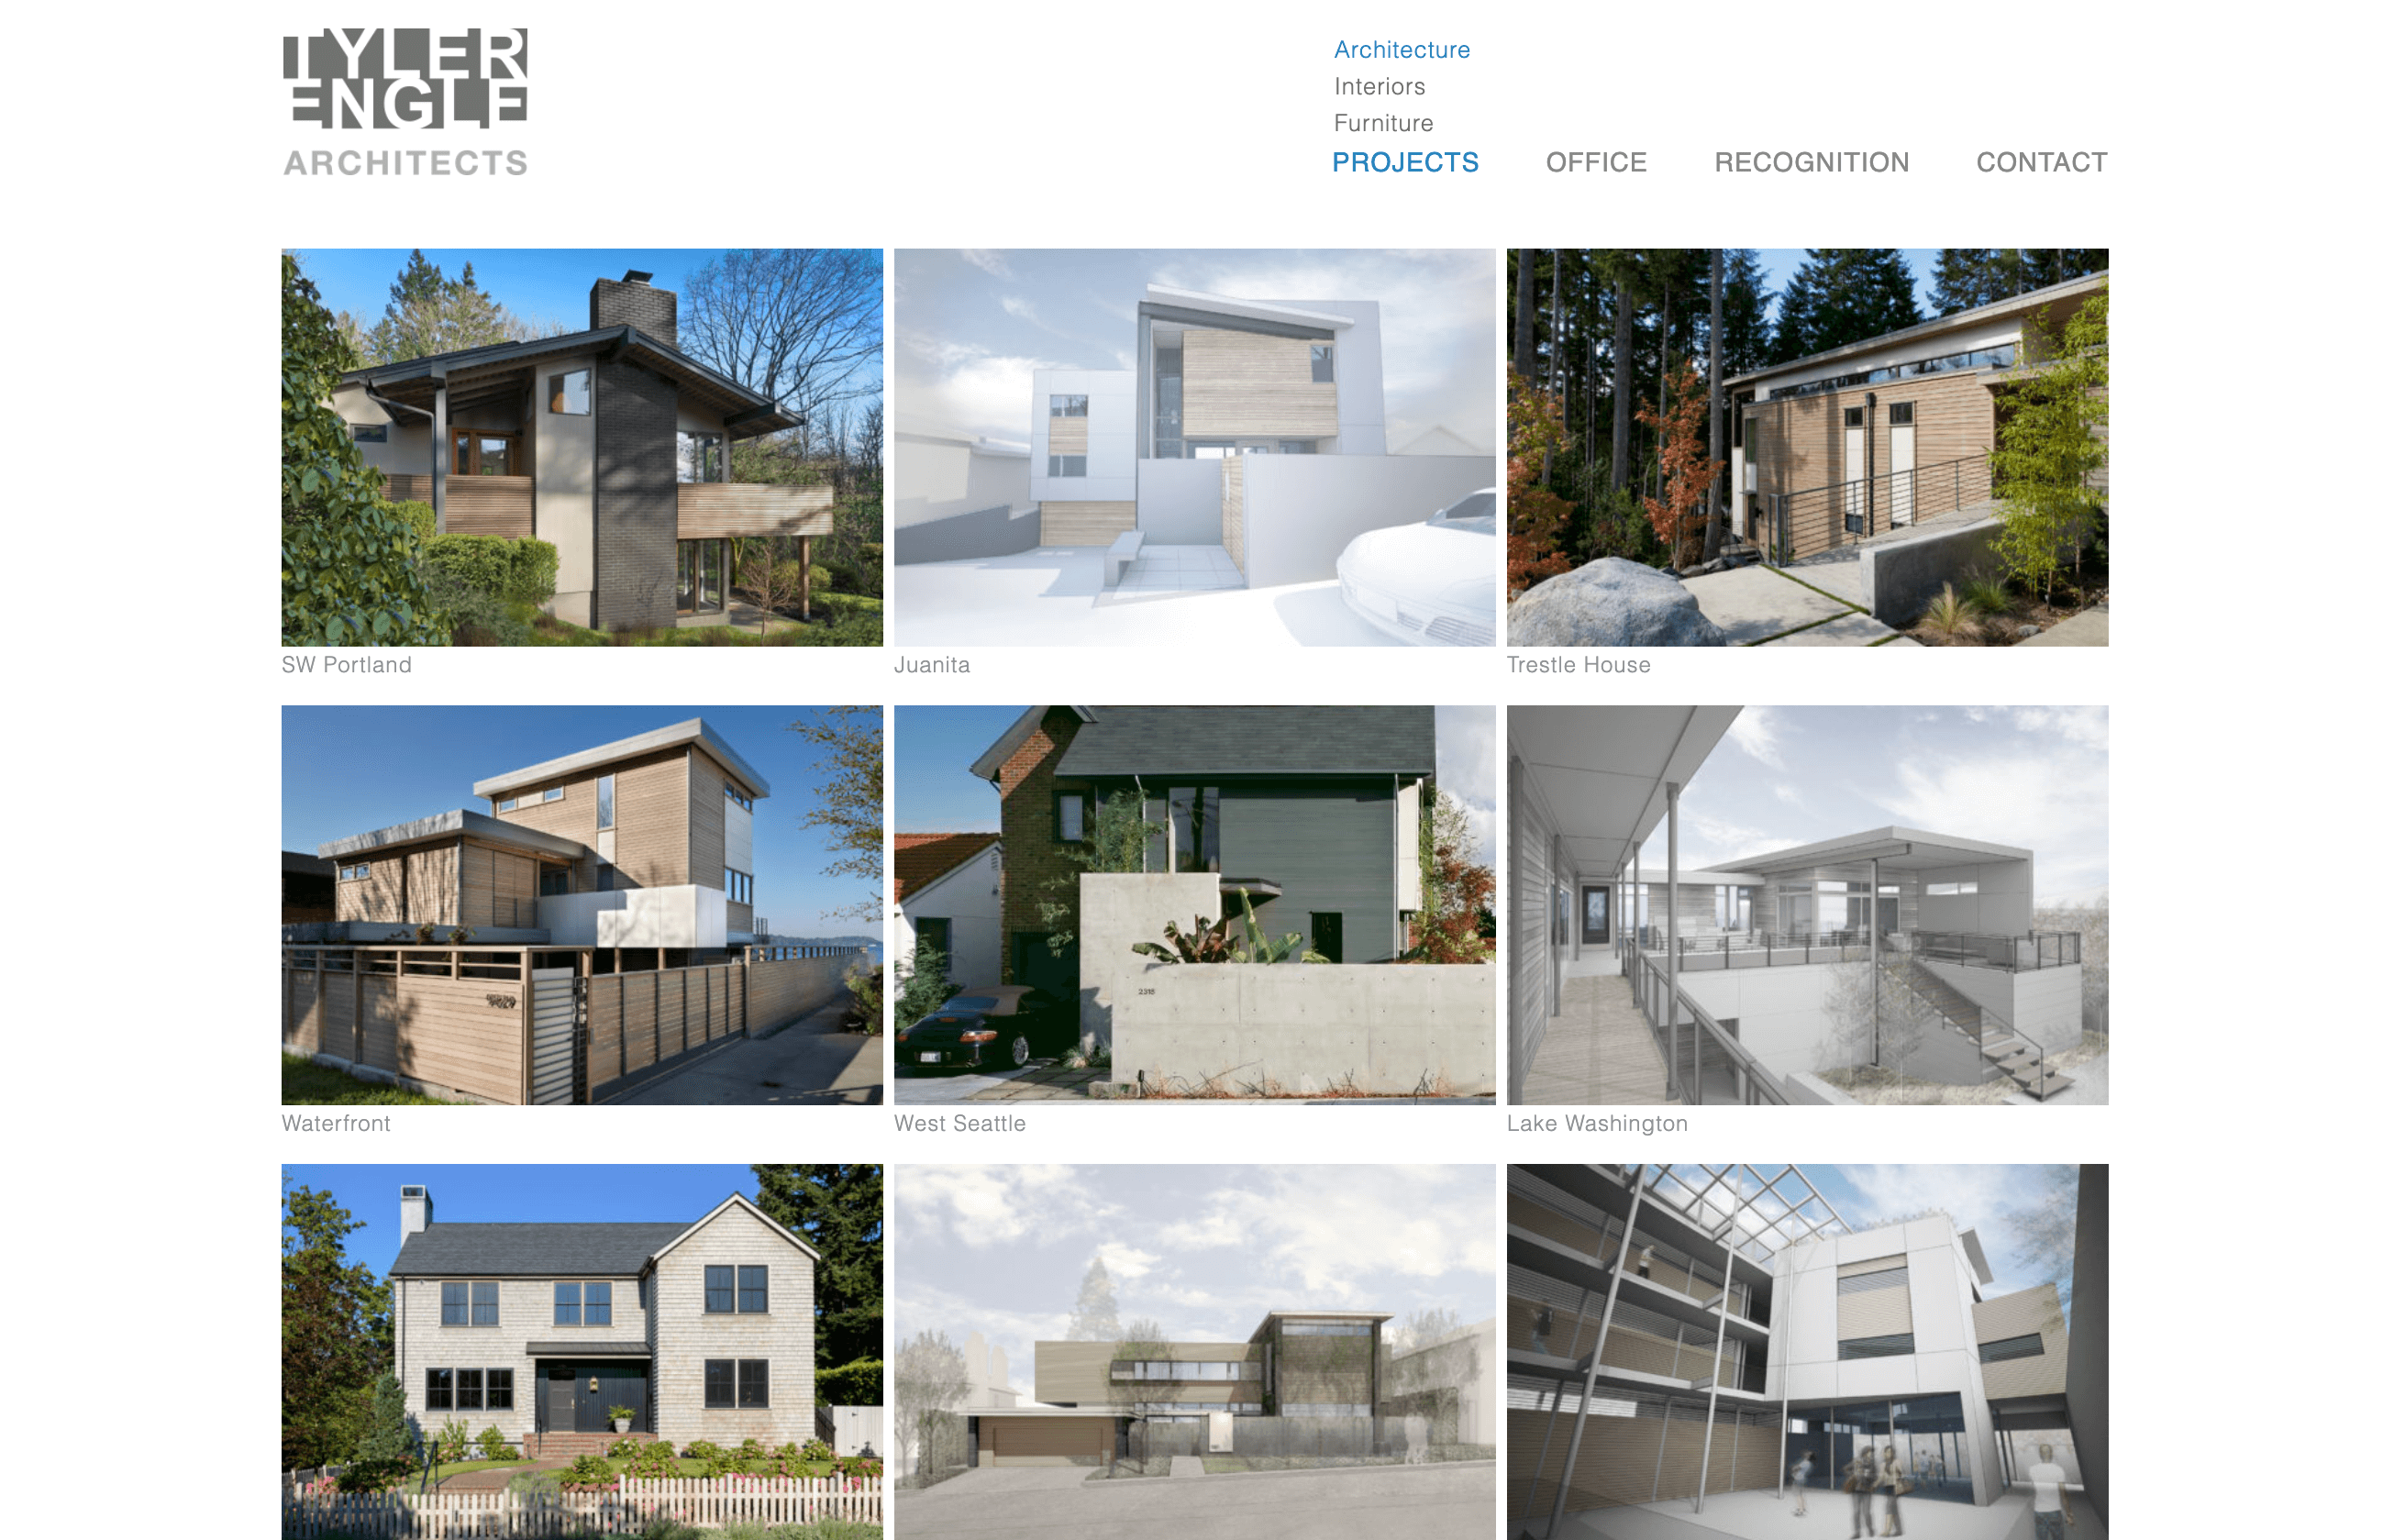 TYLER
ENGLE
ARCHITECTS
Architecture
Interiors
Furniture
PROJECTS OFFICE RECOGNITION CONTACT
SW Portland
Juanita
Trestle House
Waterfront
West Seattle
Lake Washington
2318